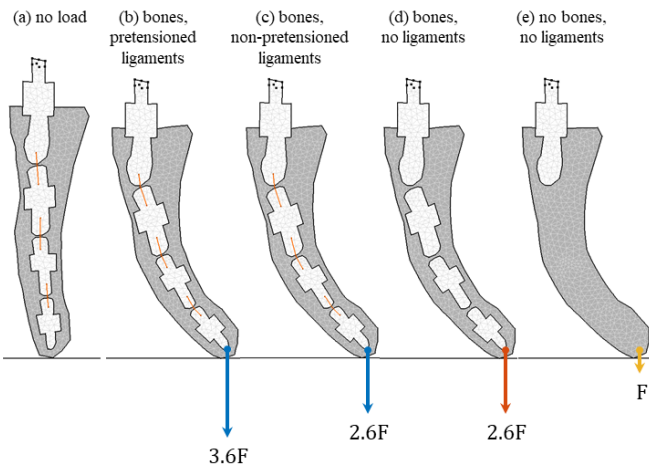 (a) no load
(b) bones,
pretensioned
ligaments
(c) bones,
non-pretensioned
ligaments
(d) bones,
no ligaments
(e) no bones,
no ligaments
3.6F
2.6F
2.6F
F